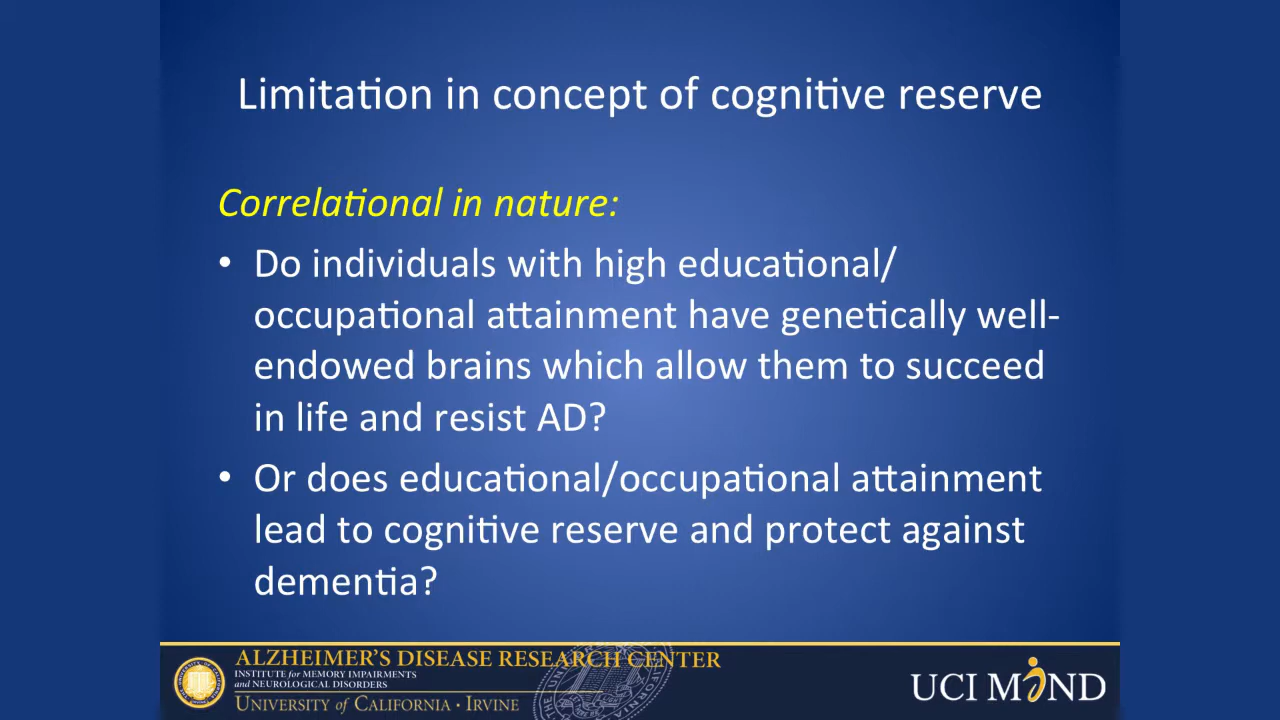 Limitation in concept of cognitive reserve
Correlational in nature:
• Do individuals with high educational/
occupational attainment have genetically well-
endowed brains which allow them to succeed
in life and resist AD?
• Or does educational/occupational attainment
lead to cognitive reserve and protect against
dementia?
ALZHEIMER'S DISEASE RESEARCH CENTER
INSTITUTE for MEMORY IMPAIRMENTS
and NEUROLOGICAL DISORDERS
UNIVERSITY of CALIFORNIA • IRVINE
UCI MIND